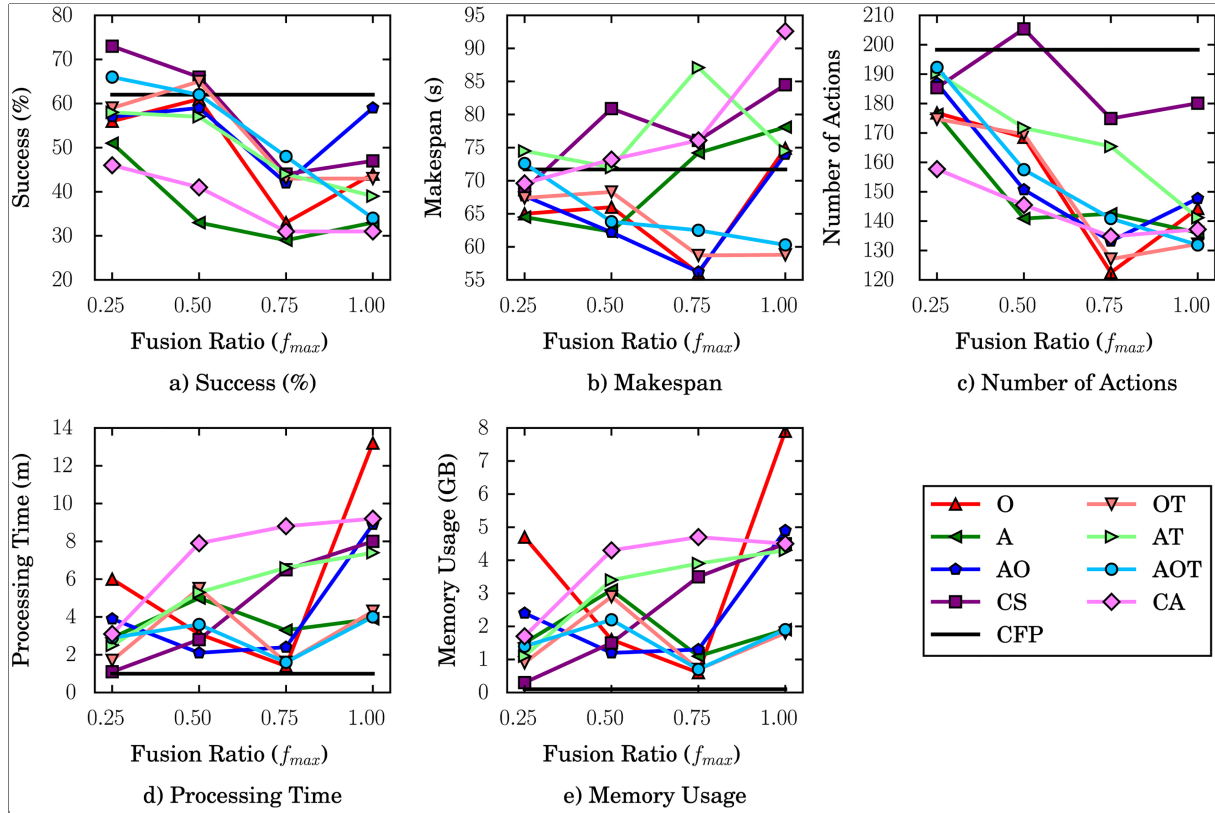 80
70
60
50
40
30
20
Success (%)
0.25 0.50 0.75 1.00
Fusion Ratio (fmax)
a) Success (%)
95
90
85
80
75
70
65
60
55
Makespan (s)
0.25 0.50 0.75 1.00
Fusion Ratio (fmax)
b) Makespan
210
200
190
180
170
160
150
140
130
120
Number of Actions
0.25 0.50 0.75 1.00
Fusion Ratio (fmax)
c) Number of Actions
14
12
10
8
6
4
2
0
Processing Time (m)
0.25 0.50 0.75 1.00
Fusion Ratio (fmax)
d) Processing Time
8
7
6
5
4
3
2
1
0
Memory Usage (GB)
0.25 0.50 0.75 1.00
Fusion Ratio (fmax)
e) Memory Usage
O OT
A AT
AO AOT
CS CA
CFP